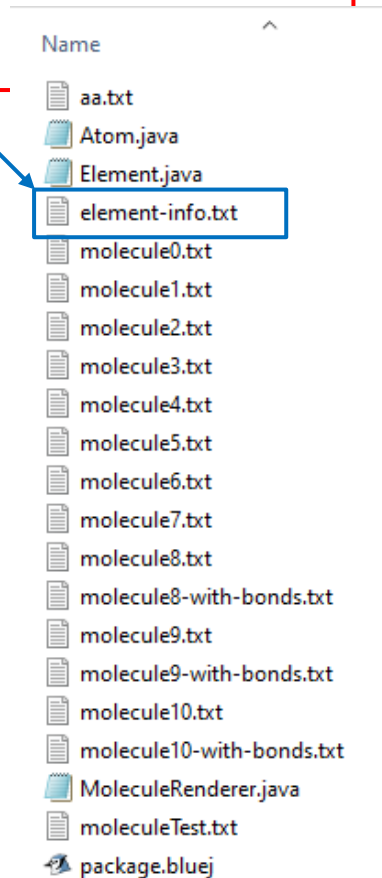 Name
aa.txt
Atom.java
Element.java
element-info.txt
molecule0.txt
molecule1.txt
molecule2.txt
molecule3.txt
molecule4.txt
molecule5.txt
molecule6.txt
molecule7.txt
molecule8.txt
molecule8-with-bonds.txt
molecule9.txt
molecule9-with-bonds.txt
molecule10.txt
molecule10-with-bonds.txt
MoleculeRenderer.java
moleculeTest.txt
package.bluej